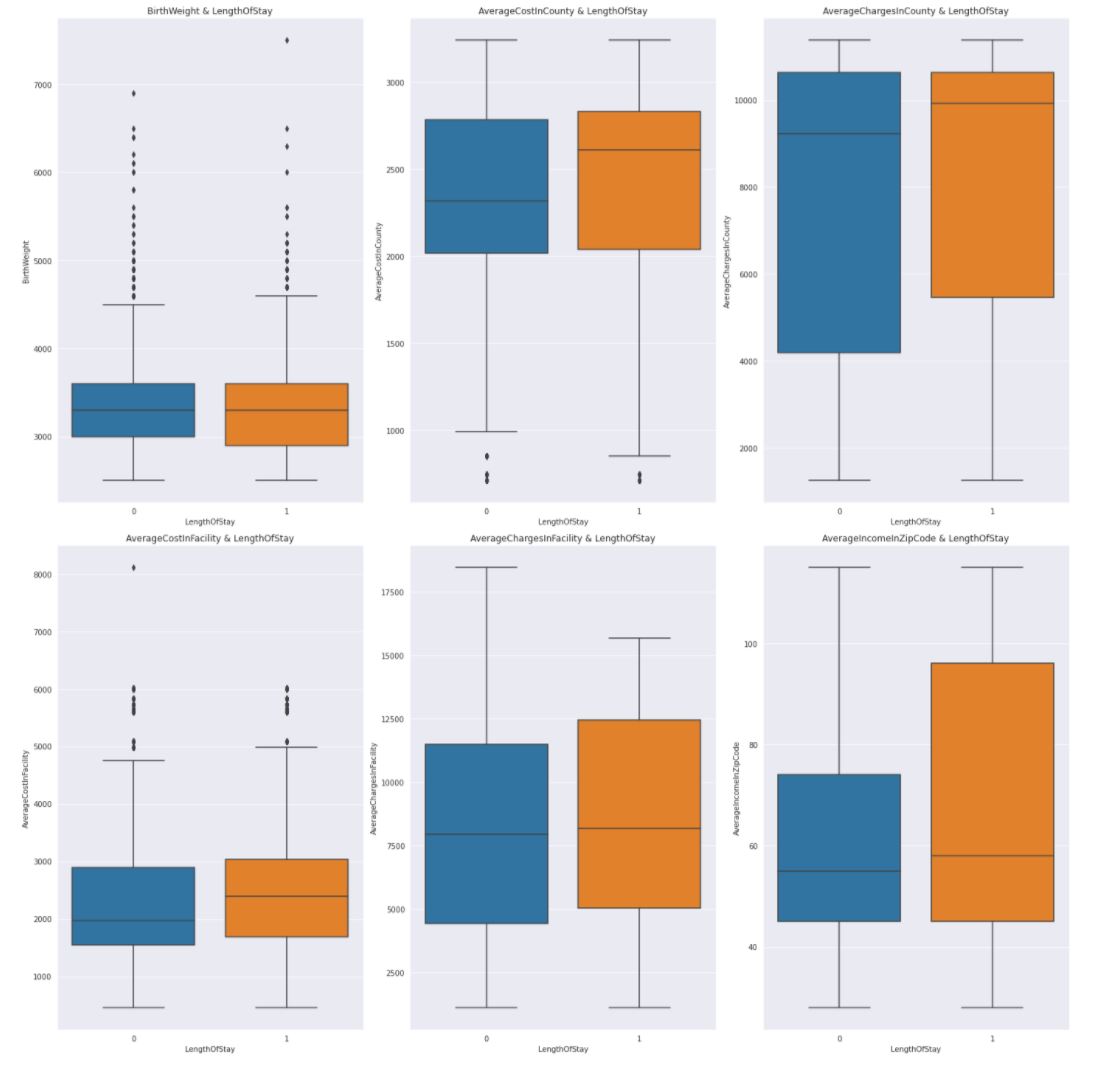 BirthWeight & LengthOfStay
7000
6000
5000
4000
3000
BirthWeight
0
1
LengthOfStay
AverageCostInCounty & LengthOfStay
3000
2500
2000
1500
1000
AverageCostInCounty
0
1
LengthOfStay
AverageChargesInCounty & LengthOfStay
10000
8000
6000
4000
2000
AverageChargesInCounty
0
1
LengthOfStay
AverageCostInFacility & LengthOfStay
8000
7000
6000
5000
4000
3000
2000
1000
AverageCostInFacility
0
1
LengthOfStay
AverageChargesInFacility & LengthOfStay
17500
15000
12500
10000
7500
5000
2500
AverageChargesInFacility
0
1
LengthOfStay
AverageIncomeInZipCode & LengthOfStay
100
80
60
40
AverageIncomeInZipCode
0
1
LengthOfStay